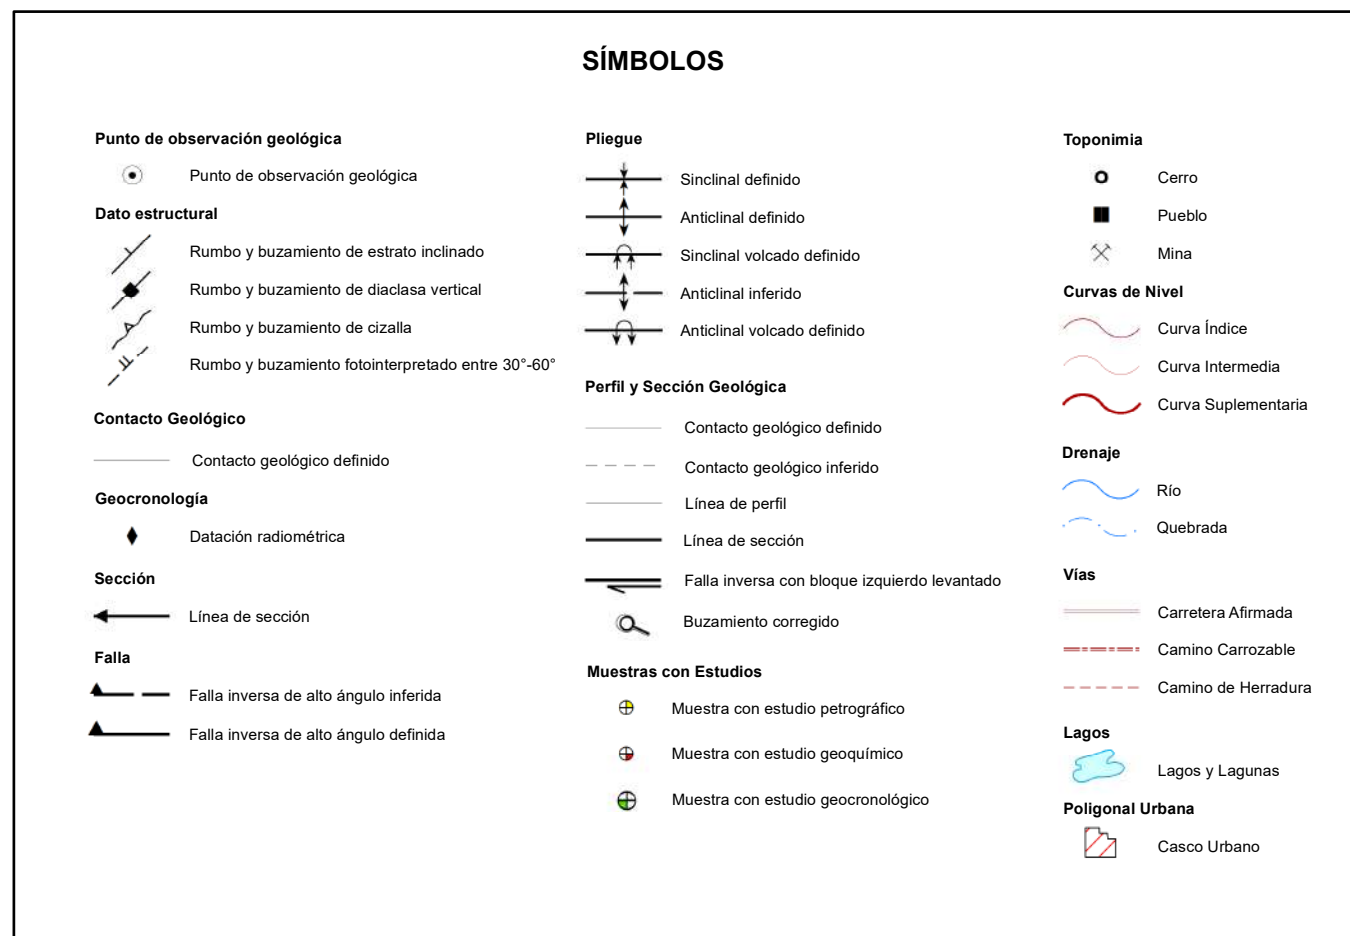 SÍMBOLOS
Punto de observación geológica
Punto de observación geológica
Dato estructural
Rumbo y buzamiento de estrato inclinado
Rumbo y buzamiento de diaclasa vertical
Rumbo y buzamiento de cizalla
Rumbo y buzamiento fotointerpretado entre 30°-60°
Contacto Geológico
Contacto geológico definido
Geocronología
Datación radiométrica
Sección
Línea de sección
Falla
Falla inversa de alto ángulo inferida
Falla inversa de alto ángulo definida
Pliegue
Sinclinal definido
Anticlinal definido
Sinclinal volcado definido
Anticlinal inferido
Anticlinal volcado definido
Perfil y Sección Geológica
Contacto geológico definido
Contacto geológico inferido
Línea de perfil
Línea de sección
Falla inversa con bloque izquierdo levantado
Buzamiento corregido
Muestras con Estudios
Muestra con estudio petrográfico
Muestra con estudio geoquímico
Muestra con estudio geocronológico
Toponimia
Cerro
Pueblo
Mina
Curvas de Nivel
Curva Índice
Curva Intermedia
Curva Suplementaria
Drenaje
Río
Quebrada
Vías
Carretera Afirmada
Camino Carrozable
Camino de Herradura
Lagos
Lagos y Lagunas
Poligonal Urbana
Casco Urbano